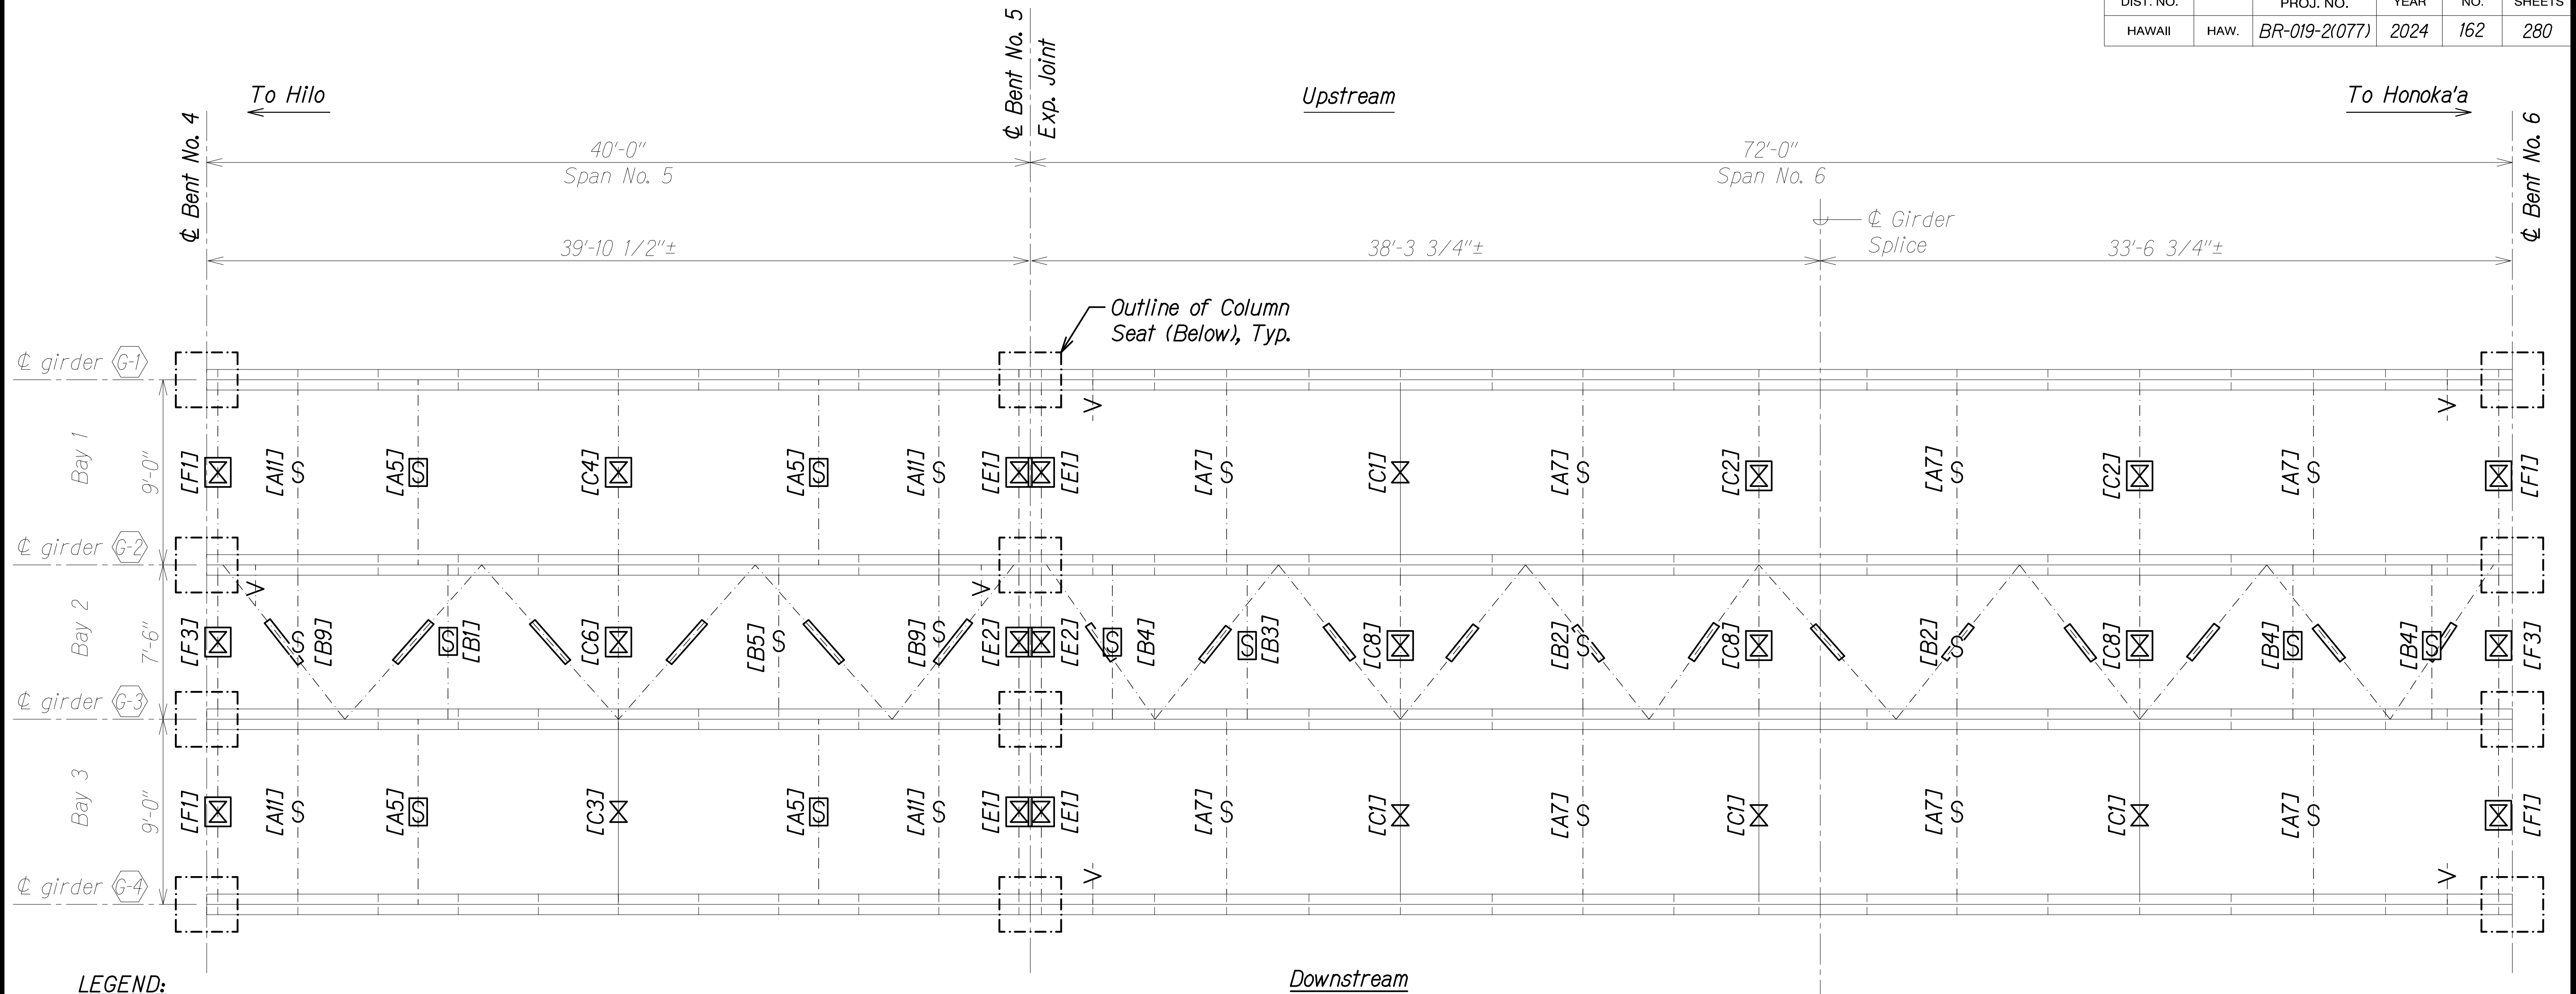 DIST. NO. PROJ. NO. YEAR NO. SHEETS
HAWAII HAW. BR-019-2(077) 2024 162 280
To Hilo
Upstream
To Honoka'a
℄ Bent No. 4
℄ Bent No. 5
Exp. Joint
℄ Bent No. 6
40'-0"
Span No. 5
72'-0"
Span No. 6
℄ Girder
Splice
39'-10 1/2"±
38'-3 3/4"±
33'-6 3/4"±
Outline of Column
Seat (Below), Typ.
℄ girder G-1
Bay 1
9'-0"
[F1] [A11] S [A5] S [C4] [A5] S [A11] S [E1] [E1] [A7] S [C1] [A7] S [C2] [A7] S [C2] [A7] S [F1]
℄ girder G-2
Bay 2
7'-6"
[F3] S [B9] S [B1] [C6] [B5] S [B9] S [E2] [E2] S [B4] S [B3] [C8] [B2] S [C8] [B2] S [C8] [B4] S [B4] S [F3]
℄ girder G-3
Bay 3
9'-0"
[F1] [A11] S [A5] S [C3] [A5] S [A11] S [E1] [E1] [A7] S [C1] [A7] S [C1] [A7] S [C1] [A7] S [F1]
℄ girder G-4
LEGEND:
Downstream